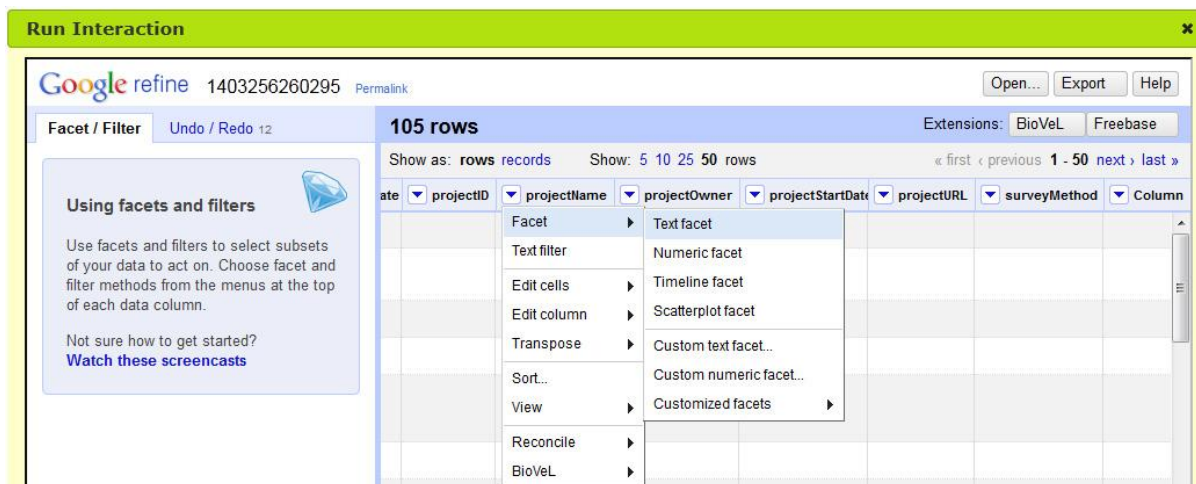 Run Interaction
Google refine 1403256260295 Permalink
Open... Export Help
Facet / Filter Undo / Redo 12
105 rows
Extensions: BioVeL Freebase
Show as: rows records Show: 5 10 25 50 rows « first ‹ previous 1 - 50 next › last »
ate projectID projectName projectOwner projectStartDate projectURL surveyMethod Column
Using facets and filters
Use facets and filters to select subsets
of your data to act on. Choose facet and
filter methods from the menus at the top
of each data column.
Not sure how to get started?
Watch these screencasts
Facet
Text filter
Edit cells
Edit column
Transpose
Sort...
View
Reconcile
BioVeL
Text facet
Numeric facet
Timeline facet
Scatterplot facet
Custom text facet...
Custom numeric facet...
Customized facets